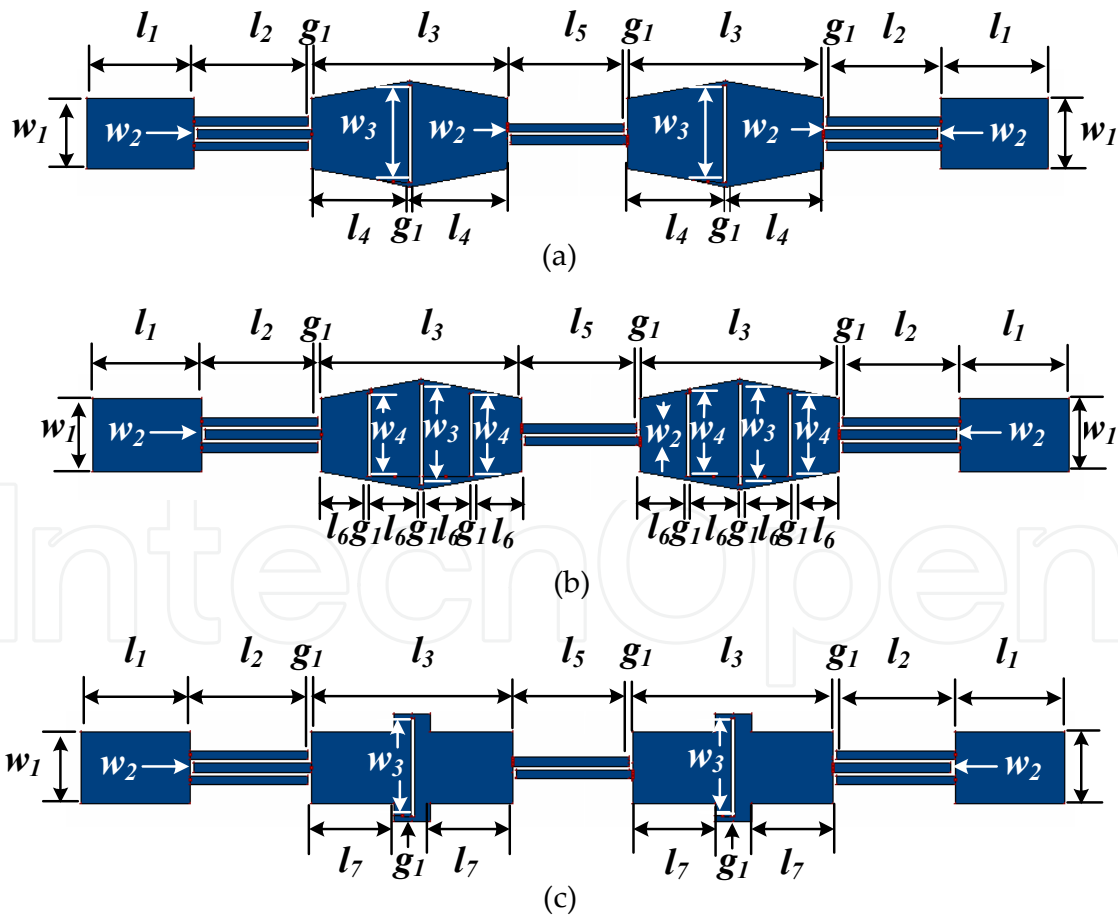 l1 l2 g1 l3 l5 g1 l3 g1 l2 l1
w1 w2 w3 w2 w3 w2 w2 w1
l4 g1 l4 l4 g1 l4
(a)
l1 l2 g1 l3 l5 g1 l3 g1 l2 l1
w1 w2 w4 w3 w4 w2 w4 w3 w4 w2 w1
l6 g1 l6 g1 l6 g1 l6 l6 g1 l6 g1 l6 g1 l6
(b)
IntechOpen
l1 l2 g1 l3 l5 g1 l3 g1 l2 l1
w1 w2 w3 w3 w2
l7 g1 l7 l7 g1 l7
(c)